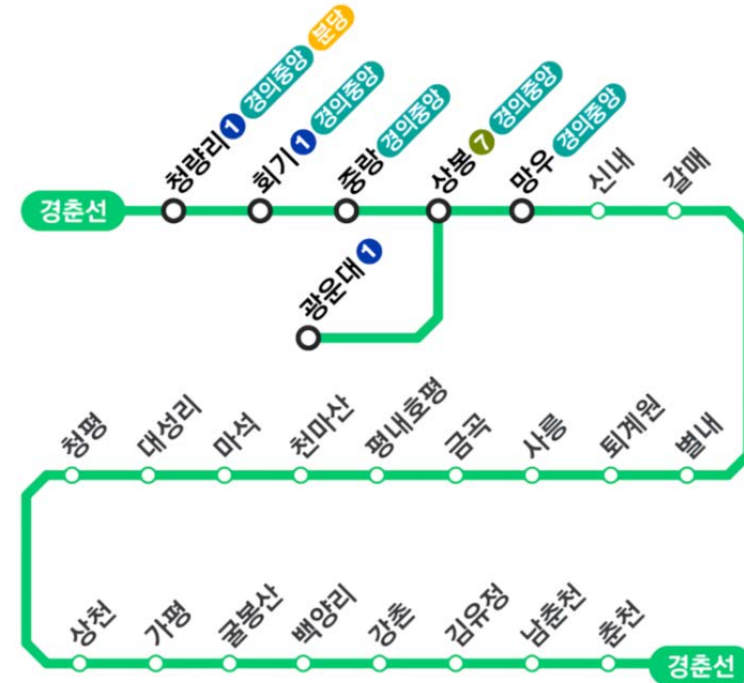 분당
청량리 1 경의중앙
회기 1 경의중앙
중랑 경의중앙
상봉 7 경의중앙
망우 경의중앙
신내
갈매
경춘선
광운대 1
청평
대성리
마석
천마산
평내호평
금곡
사릉
퇴계원
별내
상천
가평
굴봉산
백양리
강촌
김유정
남춘천
춘천
경춘선